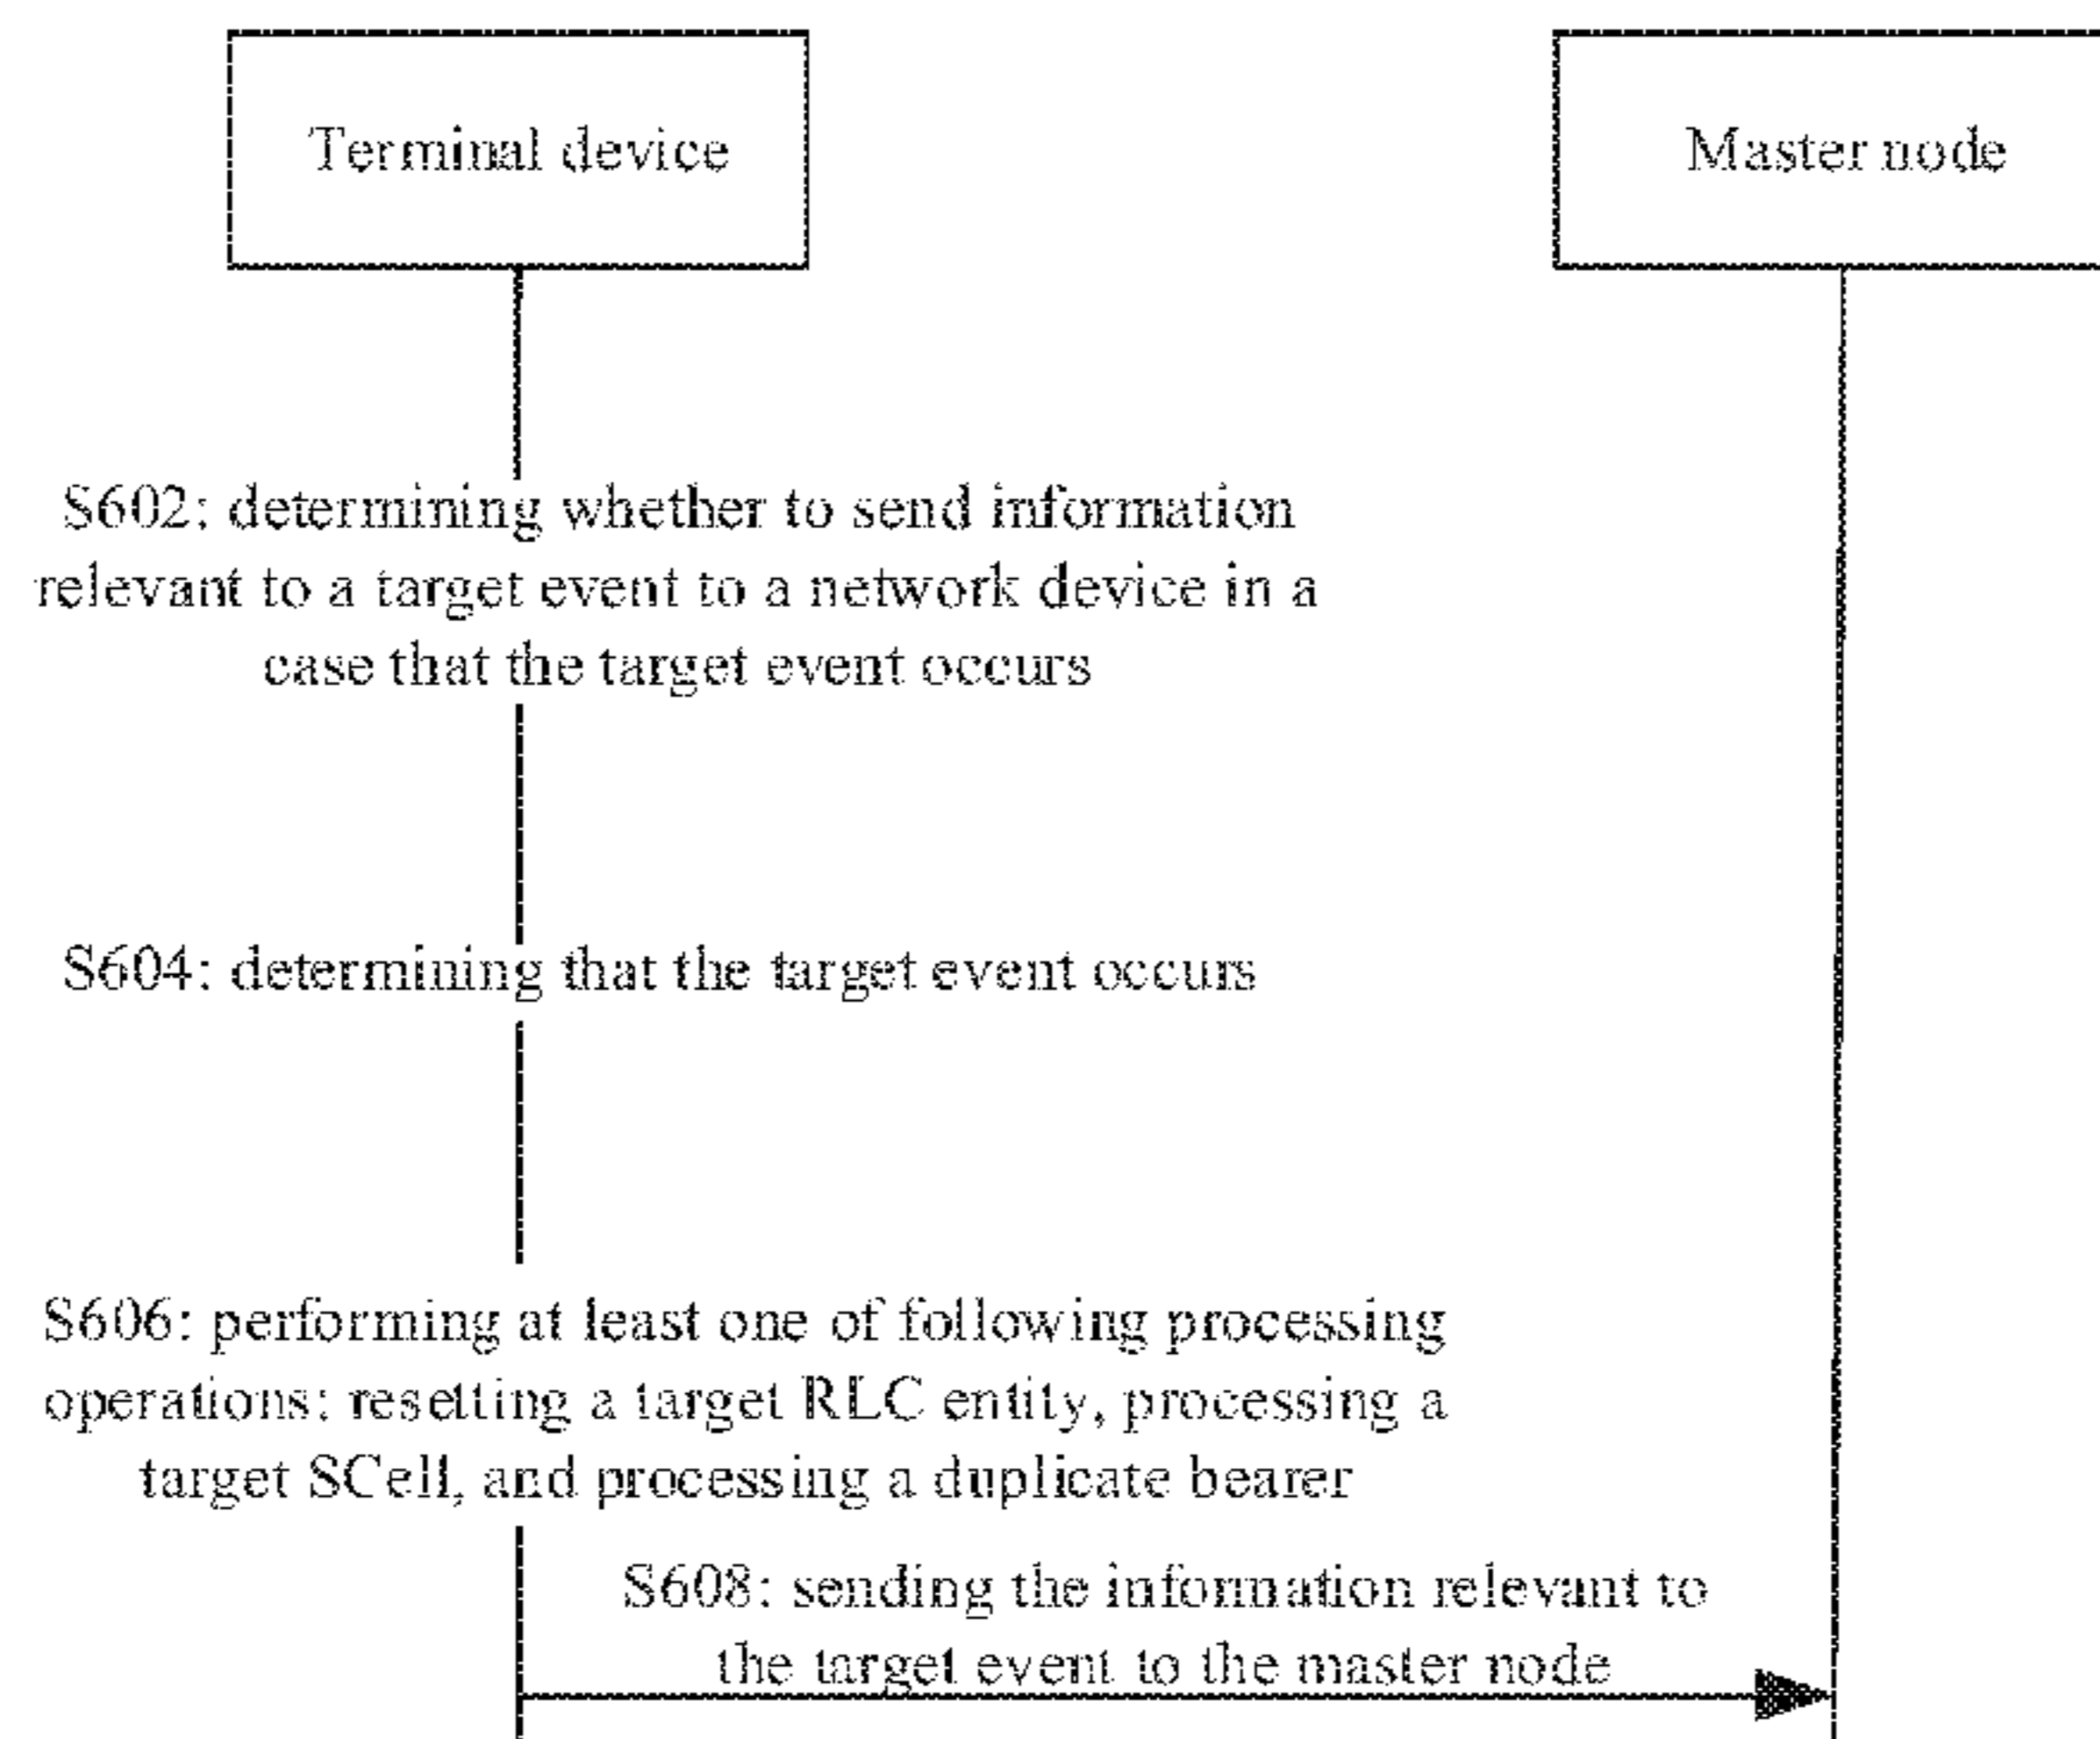 Terminal device
Master node
S602: determining whether to send information
relevant to a target event to a network device in a
case that the target event occurs
S604: determining that the target event occurs
S606: performing at least one of following processing
operations: resetting a target RLC entity, processing a
target SCell, and processing a duplicate bearer
S608: sending the information relevant to
the target event to the master node